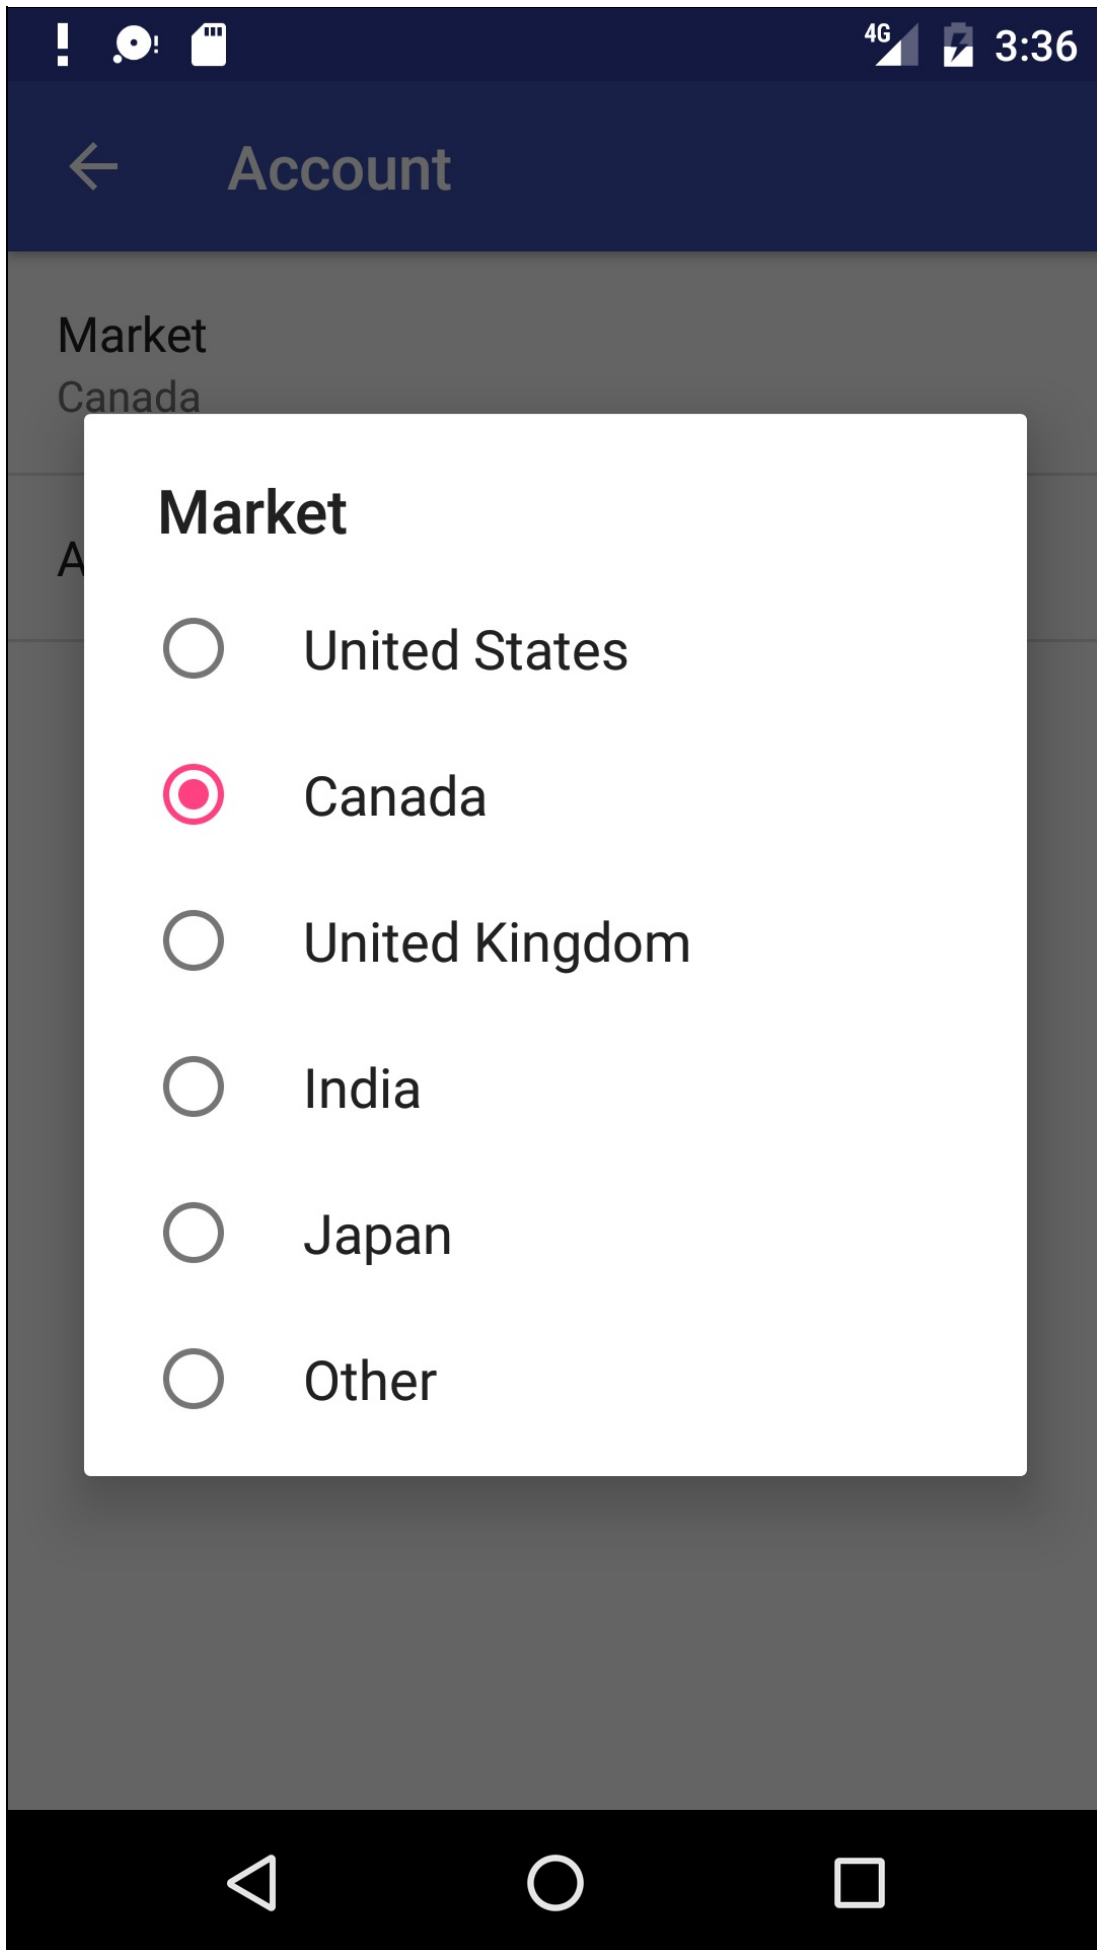 4G 3:36
Account
Market
Canada
A
Market
United States
Canada
United Kingdom
India
Japan
Other